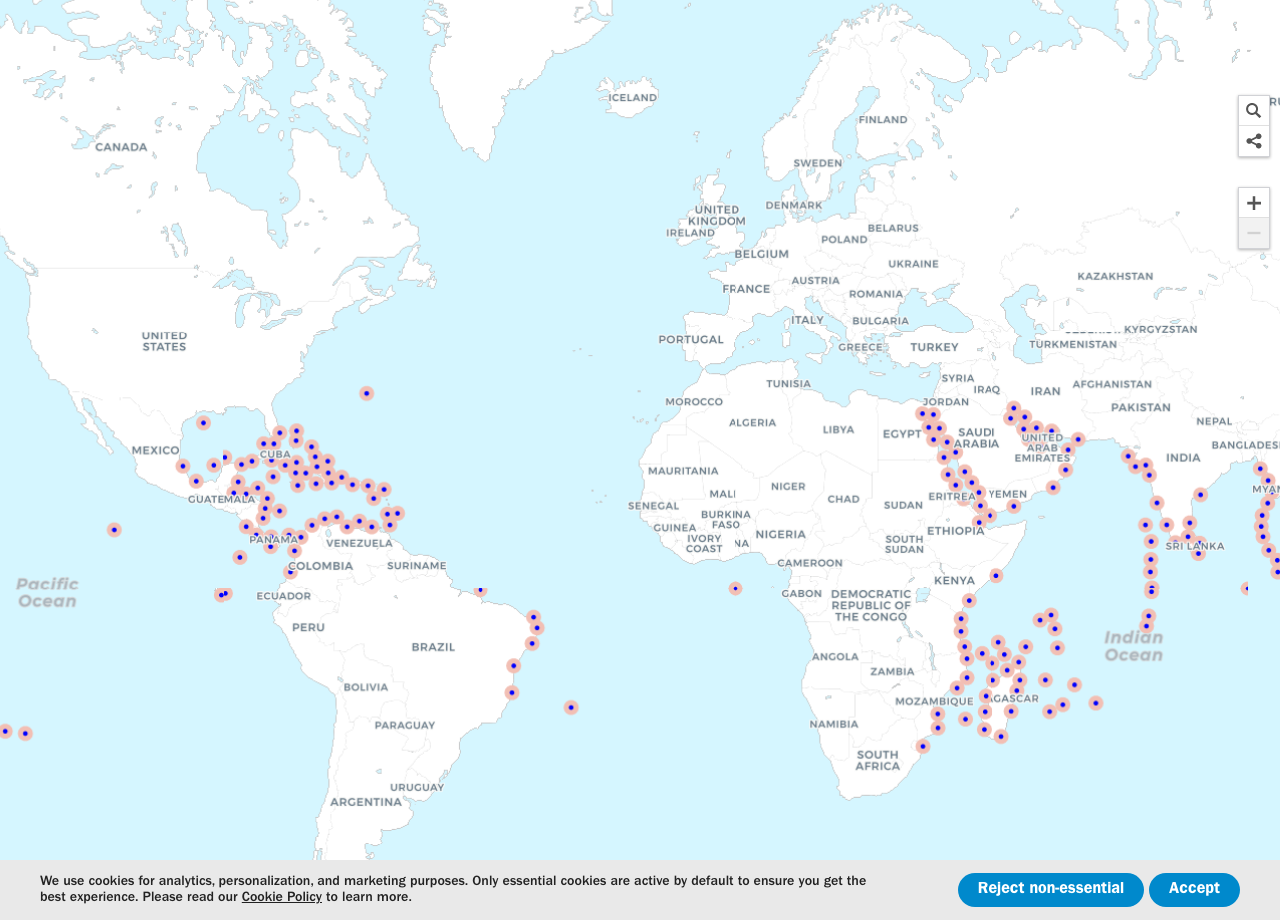 ICELAND
FINLAND
CANADA
SWEDEN
DENMARK
UNITED
KINGDOM
IRELAND
BELARUS
POLAND
BELGIUM
UKRAINE
KAZAKHSTAN
AUSTRIA
FRANCE
ROMANIA
ITALY
BULGARIA
KYRGYZSTAN
UNITED
STATES
PORTUGAL
GREECE
TURKEY
TURKMENISTAN
TUNISIA
SYRIA
IRAQ
IRAN
AFGHANISTAN
MOROCCO
JORDAN
PAKISTAN
ALGERIA
LIBYA
EGYPT
SAUDI
ARABIA
NEPAL
UNITED
ARAB
EMIRATES
BANGLADESH
MEXICO
CUBA
INDIA
MAURITANIA
NIGER
MALI
CHAD
GUATEMALA
ERITREA
YEMEN
SENEGAL
SUDAN
BURKINA
FASO
GUINEA
NIGERIA
ETHIOPIA
IVORY
COAST
SOUTH
SUDAN
PANAMA
VENEZUELA
SRI LANKA
COLOMBIA
SURINAME
CAMEROON
KENYA
Pacific
Ocean
ECUADOR
GABON
DEMOCRATIC
REPUBLIC OF
THE CONGO
PERU
BRAZIL
Indian
Ocean
ANGOLA
ZAMBIA
BOLIVIA
MOZAMBIQUE
PARAGUAY
NAMIBIA
SOUTH
AFRICA
URUGUAY
ARGENTINA
We use cookies for analytics, personalization, and marketing purposes. Only essential cookies are active by default to ensure you get the
best experience. Please read our Cookie Policy to learn more.
Reject non-essential
Accept